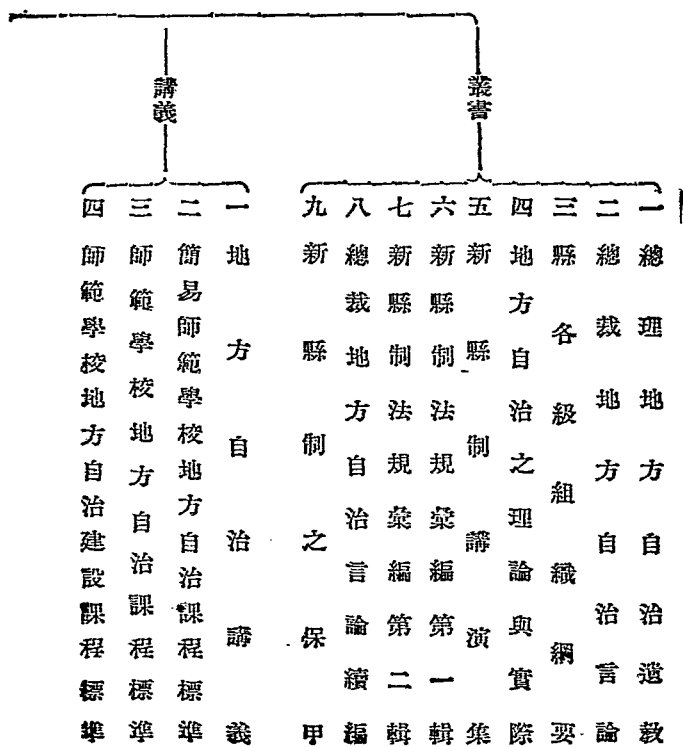 叢書
一總理地方自治遺教
二總裁地方自治言論
三縣各級組織綱要
四地方自治之理論與實際
五新縣制講演集
六新縣制法規彙編第一輯
七新縣制法規彙編第二輯
八總裁地方自治言論續編
九新縣制之保甲
講義
一地方自治講義
二簡易師範學校地方自治課程標準
三師範學校地方自治課程標準
四師範學校地方自治建設課程標準